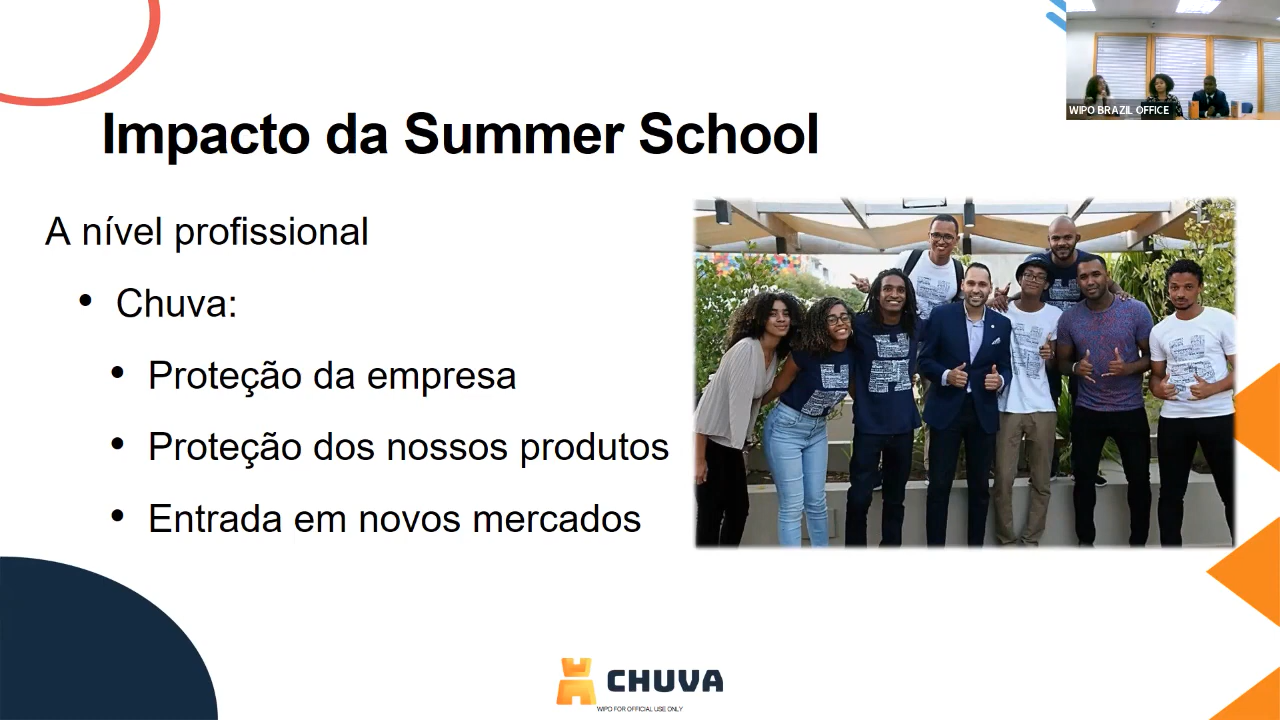 WIPO BRAZIL OFFICE
Impacto da Summer School
A nível profissional
• Chuva:
• Proteção da empresa
• Proteção dos nossos produtos
• Entrada em novos mercados
CHUVA
WIPO FOR OFFICIAL USE ONLY